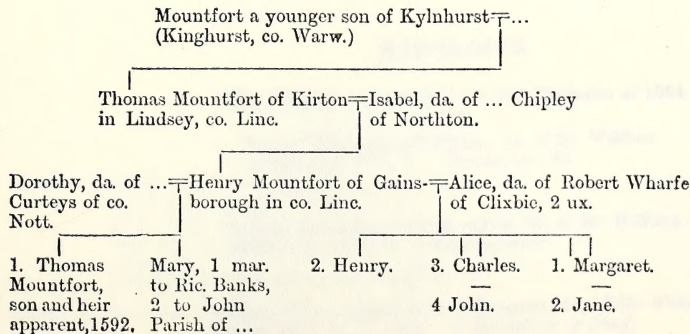 Mountfort a younger son of Kylnhurst=...
(Kinghurst, co. Warw.)
Thomas Mountfort of Kirton=Isabel, da. of ... Chipley
in Lindsey, co. Linc. of Northton.
Dorothy, da. of ...=Henry Mountfort of Gains-=Alice, da. of Robert Wharfe
Curteys of co. borough in co. Linc. of Clixbie, 2 ux.
Nott.
1. Thomas Mary, 1 mar. 2. Henry. 3. Charles. 1. Margaret.
Mountfort, to Ric. Banks, — —
son and heir 2 to John 4 John. 2. Jane.
apparent, 1592. Parish of ...